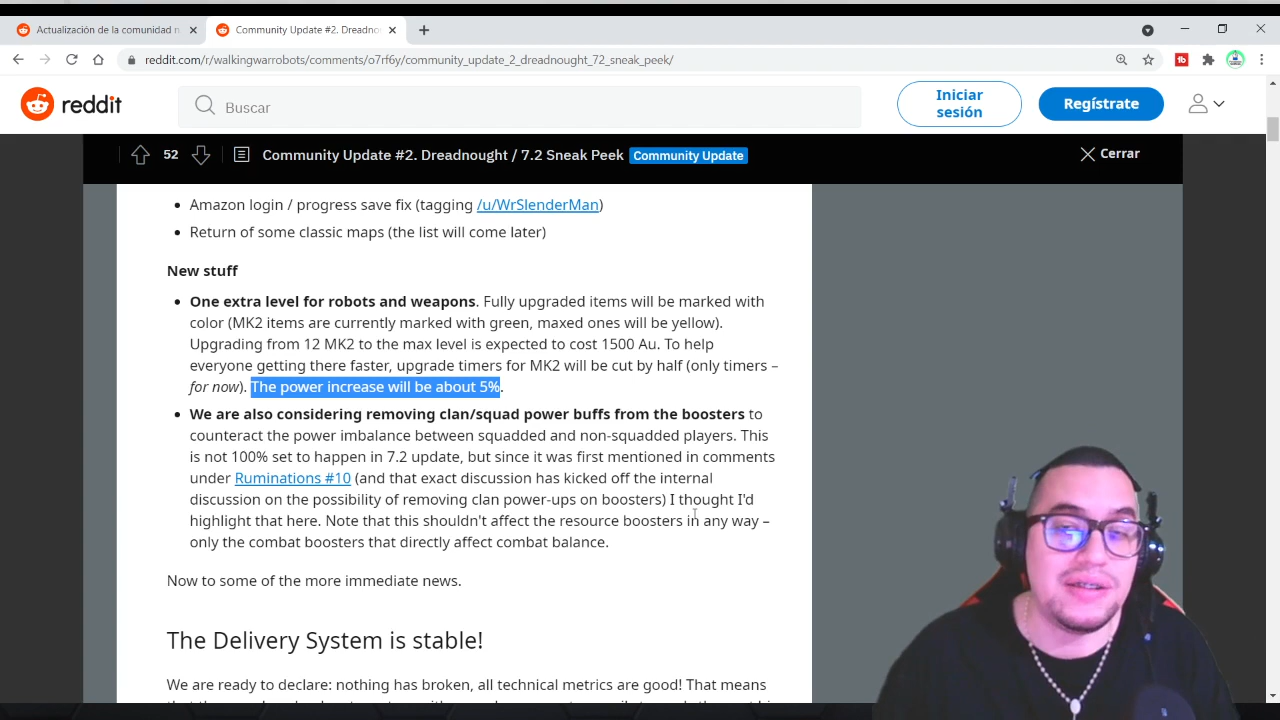 Actualización de la comunidad n
Community Update #2. Dreadno
reddit.com/r/walkingwarrobots/comments/o7rf6y/community_update_2_dreadnought_72_sneak_peek/
reddit
Buscar
Iniciar
sesión
Regístrate
52
Community Update #2. Dreadnought / 7.2 Sneak Peek Community Update
Cerrar
• Amazon login / progress save fix (tagging /u/WrSlenderMan)
• Return of some classic maps (the list will come later)
New stuff
• One extra level for robots and weapons. Fully upgraded items will be marked with
color (MK2 items are currently marked with green, maxed ones will be yellow).
Upgrading from 12 MK2 to the max level is expected to cost 1500 Au. To help
everyone getting there faster, upgrade timers for MK2 will be cut by half (only timers –
for now). The power increase will be about 5%.
• We are also considering removing clan/squad power buffs from the boosters to
counteract the power imbalance between squadded and non-squadded players. This
is not 100% set to happen in 7.2 update, but since it was first mentioned in comments
under Ruminations #10 (and that exact discussion has kicked off the internal
discussion on the possibility of removing clan power-ups on boosters) I thought I'd
highlight that here. Note that this shouldn't affect the resource boosters in any way –
only the combat boosters that directly affect combat balance.
Now to some of the more immediate news.
The Delivery System is stable!
We are ready to declare: nothing has broken, all technical metrics are good! That means